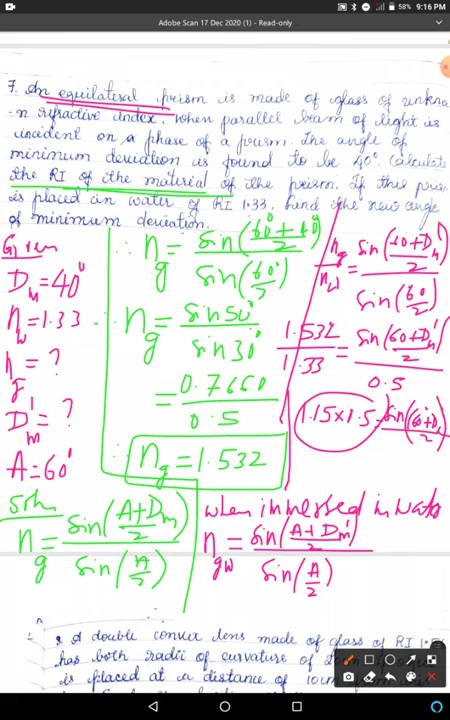 58% 9:16 PM
Adobe Scan 17 Dec 2020 (1) - Read-only
7. An equilateral prism is made of glass of unknow
-n refractive index. when parallel beam of light is
incident on a phase of a prism. The angle of
minimum deviation is found to be 40°. calculate
the RI of the material of the prism. If this prism
is placed in water of RI 1.33, find the new angle
of minimum deviation.
Given
Dm = 40°
nw = 1.33
ng = ?
D'm = ?
A = 60°
Soln
ng = sin(A+Dm/2) / sin(A/2)
∴ ng = sin(60°+40°/2) / sin(60°/2)
∴ ng = sin50° / sin30°
= 0.7660 / 0.5
∴ ng = 1.532
when immersed in water
ngw = sin(A+Dm'/2) / sin(A/2)
ng/nw = sin(60+Dm'/2) / sin(60/2)
1.532/1.33 = sin(60+Dm'/2) / 0.5
1.15×1.5 = sin(60+D/2)
A double convex lens made of glass of RI
has both radii of curvature of
is placed at a distance of 10cm